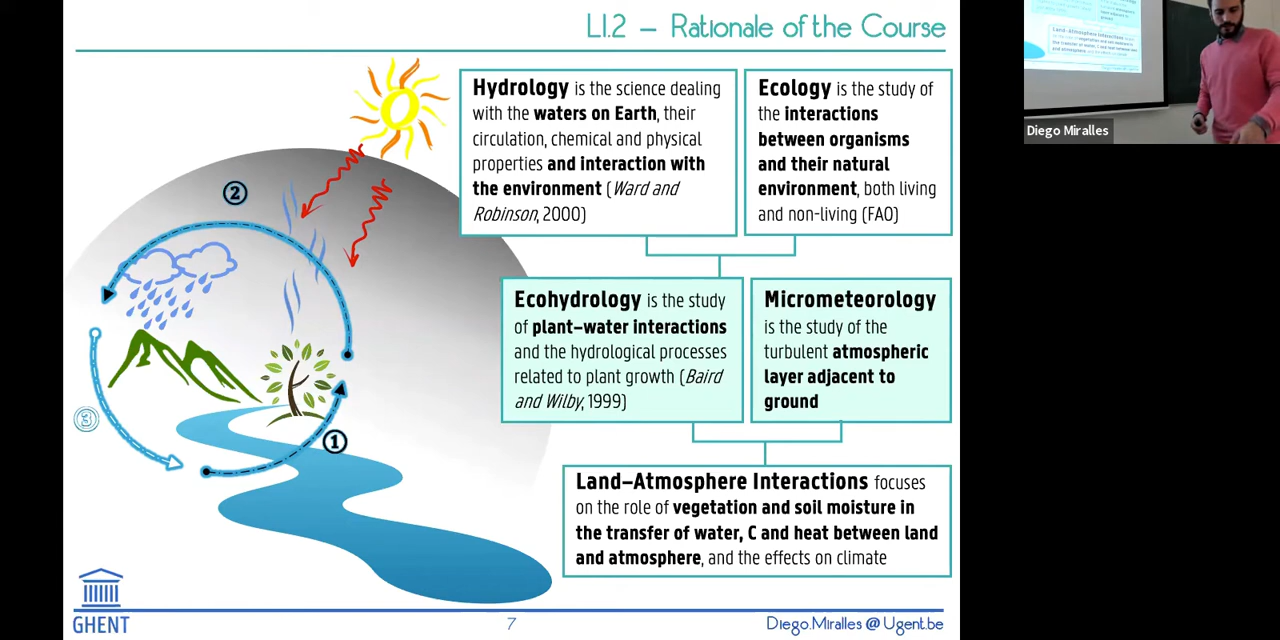 L1.2 – Rationale of the Course
Hydrology is the science dealing
with the waters on Earth, their
circulation, chemical and physical
properties and interaction with
the environment (Ward and
Robinson, 2000)
Ecology is the study of
the interactions
between organisms
and their natural
environment, both living
and non-living (FAO)
Ecohydrology is the study
of plant–water interactions
and the hydrological processes
related to plant growth (Baird
and Wilby, 1999)
Micrometeorology
is the study of the
turbulent atmospheric
layer adjacent to
ground
Land–Atmosphere Interactions focuses
on the role of vegetation and soil moisture in
the transfer of water, C and heat between land
and atmosphere, and the effects on climate
2
3
1
GHENT
7
Diego.Miralles @ Ugent.be
Diego Miralles